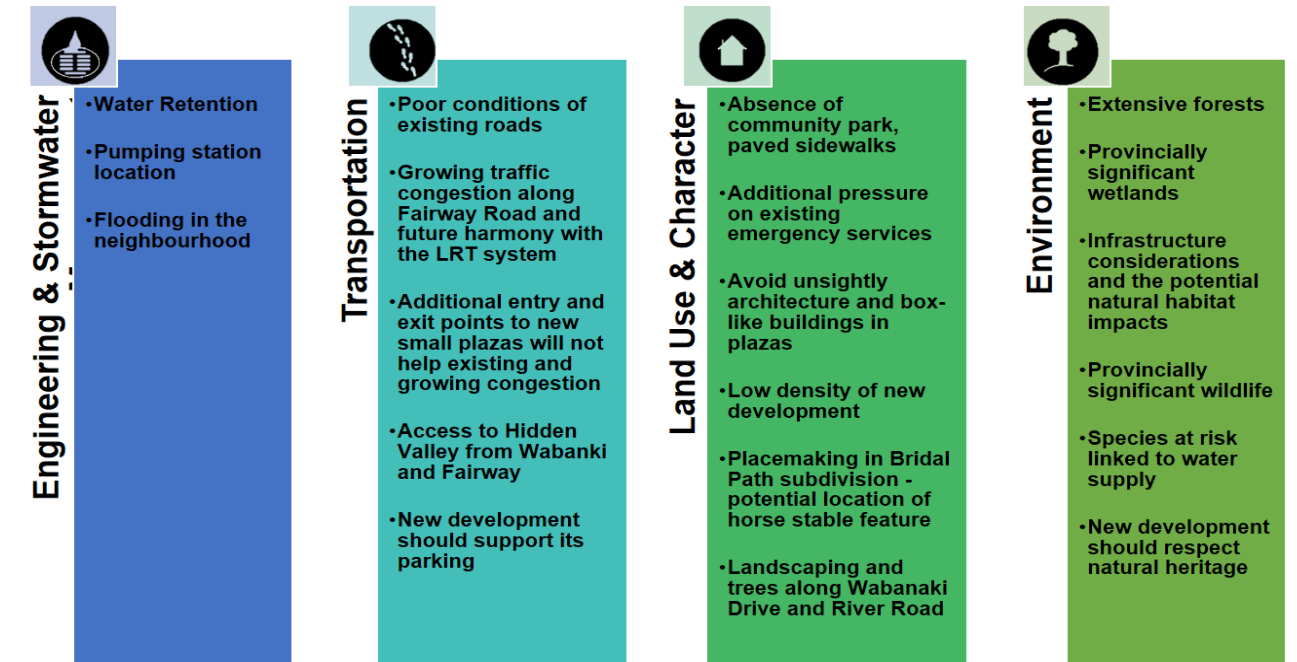 Engineering & Stormwater
•Water Retention
•Pumping station
location
•Flooding in the
neighbourhood
Transportation
•Poor conditions of
existing roads
•Growing traffic
congestion along
Fairway Road and
future harmony with
the LRT system
•Additional entry and
exit points to new
small plazas will not
help existing and
growing congestion
•Access to Hidden
Valley from Wabanki
and Fairway
•New development
should support its
parking
Land Use & Character
•Absence of
community park,
paved sidewalks
•Additional pressure
on existing
emergency services
•Avoid unsightly
architecture and box-
like buildings in
plazas
•Low density of new
development
•Placemaking in Bridal
Path subdivision -
potential location of
horse stable feature
•Landscaping and
trees along Wabanaki
Drive and River Road
Environment
•Extensive forests
•Provincially
significant
wetlands
•Infrastructure
considerations
and the potential
natural habitat
impacts
•Provincially
significant wildlife
•Species at risk
linked to water
supply
•New development
should respect
natural heritage